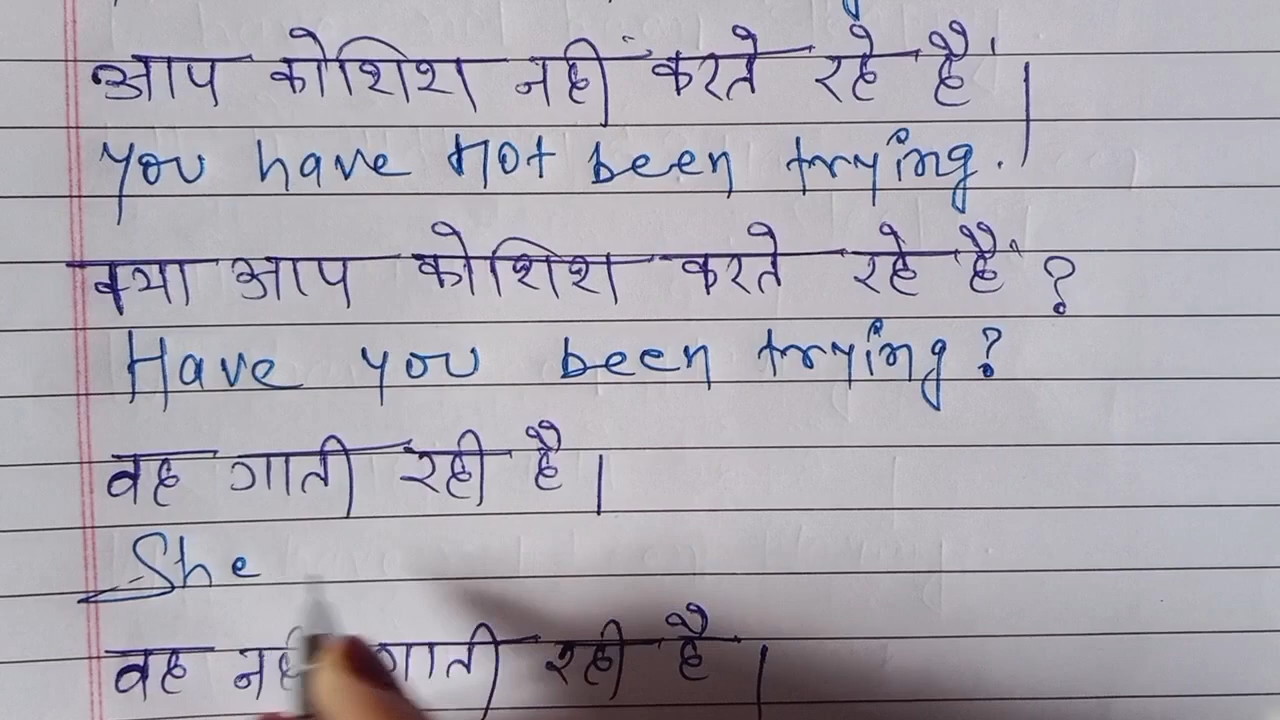 आप कोशिश नहीं करते रहे हैं।
You have not been trying.
क्या आप कोशिश करते रहे हैं ?
Have you been trying?
वह गाती रही है।
She
वह नही गाती रही है।